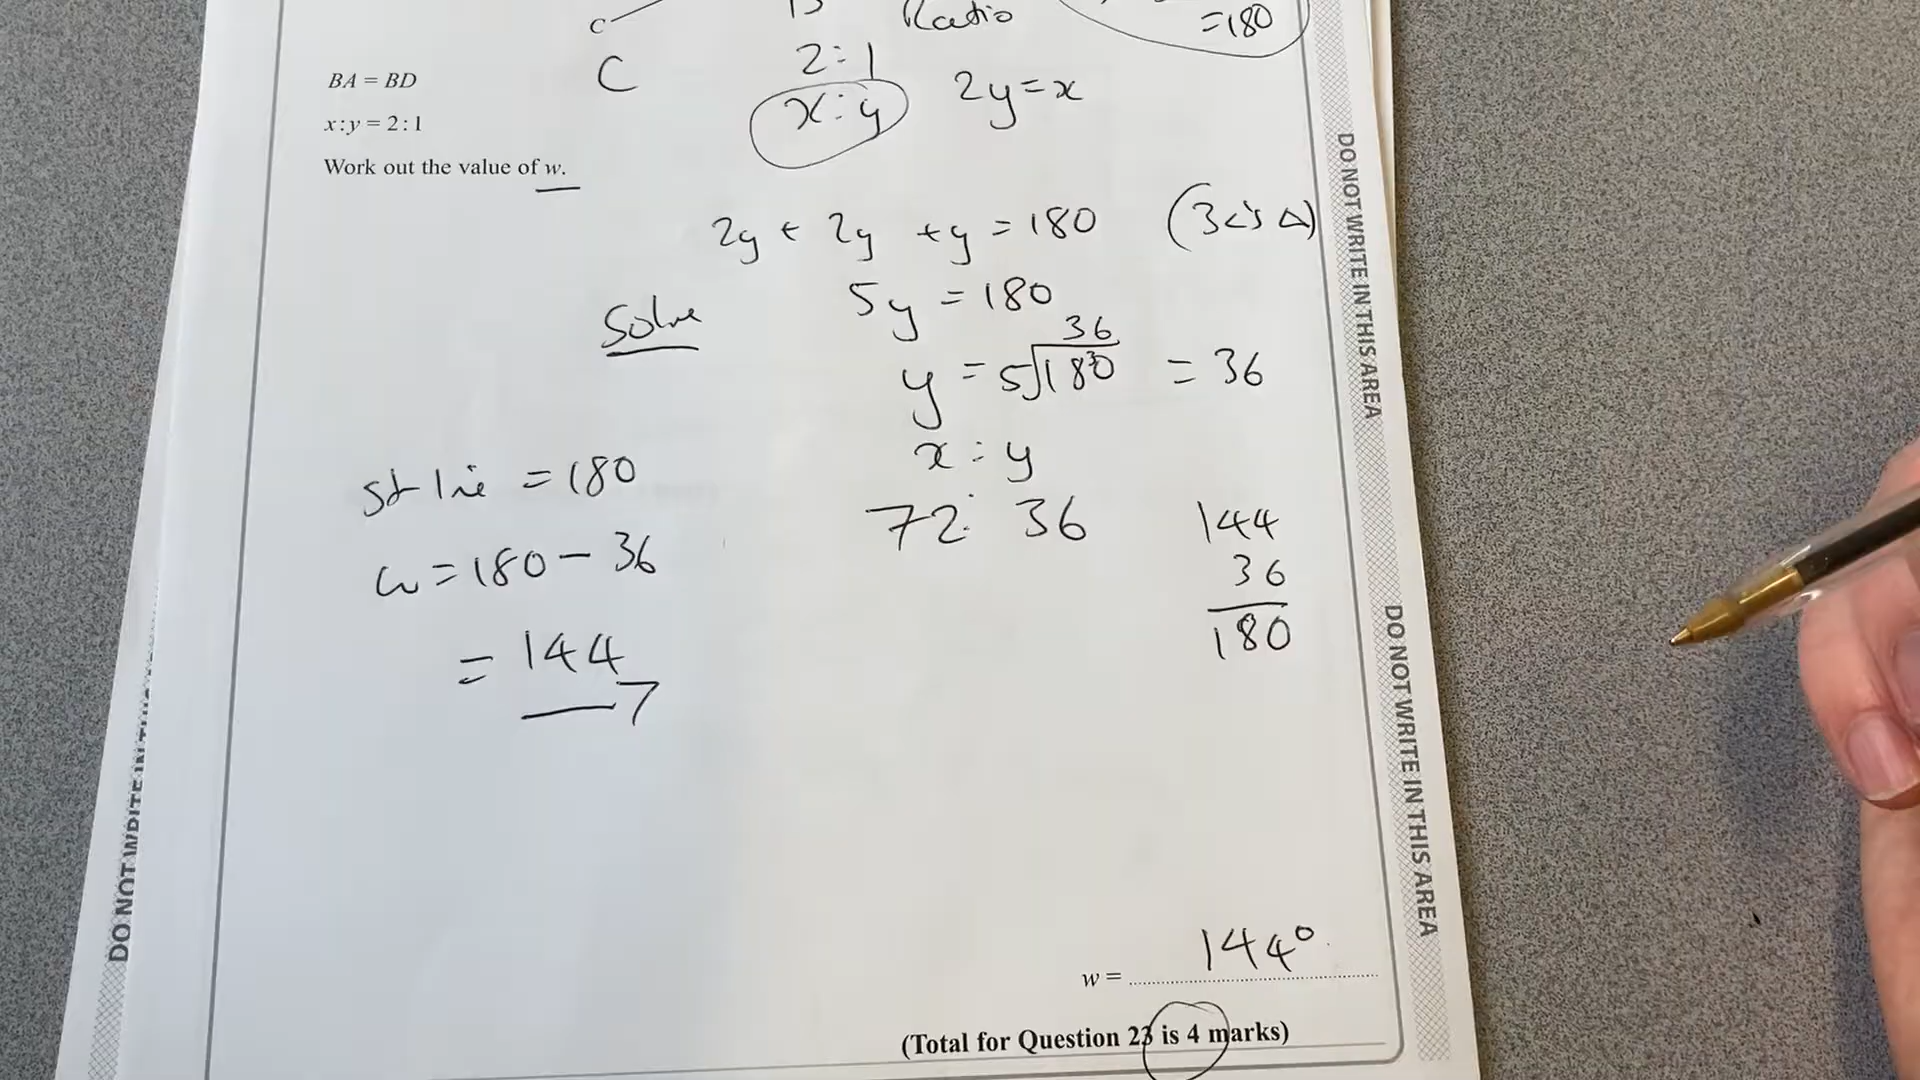 c
Ratio
=180
C
2:1
BA = BD
x:y
2y=x
x:y = 2:1
Work out the value of w.
2y + 2y + y = 180 (3<'s Δ)
Solve
5y = 180
36
y = 5)180 = 36
x : y
St line = 180
72 : 36
144
w = 180 - 36
36
180
= 144
144°
w =
(Total for Question 23 is 4 marks)
DO NOT WRITE IN THIS AREA
DO NOT WRITE IN THIS AREA
DO NOT WRITE IN THIS AREA